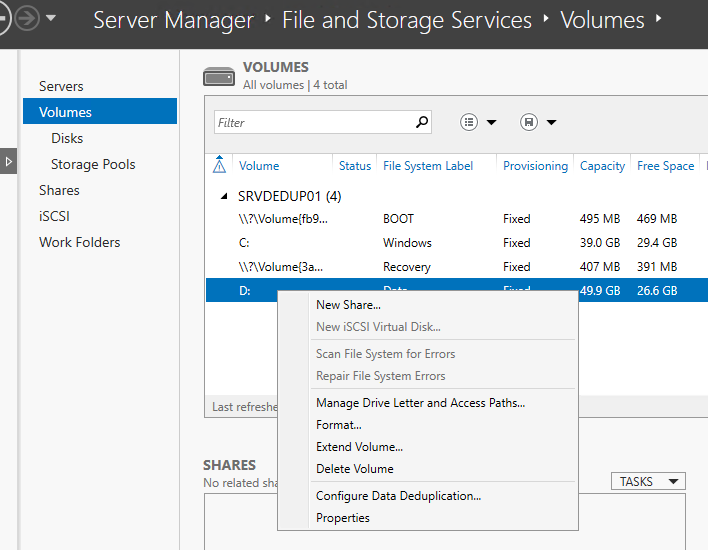 Server Manager ‣ File and Storage Services ‣ Volumes ‣
Servers
Volumes
Disks
Storage Pools
Shares
iSCSI
Work Folders
VOLUMES
All volumes | 4 total
Filter
Volume Status File System Label Provisioning Capacity Free Space
SRVDEDUP01 (4)
\\?\Volume{fb9... BOOT Fixed 495 MB 469 MB
C: Windows Fixed 39.0 GB 29.4 GB
\\?\Volume{3a... Recovery Fixed 407 MB 391 MB
D: Data Fixed 49.9 GB 26.6 GB
New Share...
New iSCSI Virtual Disk...
Scan File System for Errors
Repair File System Errors
Manage Drive Letter and Access Paths...
Format...
Extend Volume...
Delete Volume
Configure Data Deduplication...
Properties
Last refreshe
SHARES
No related sha
TASKS